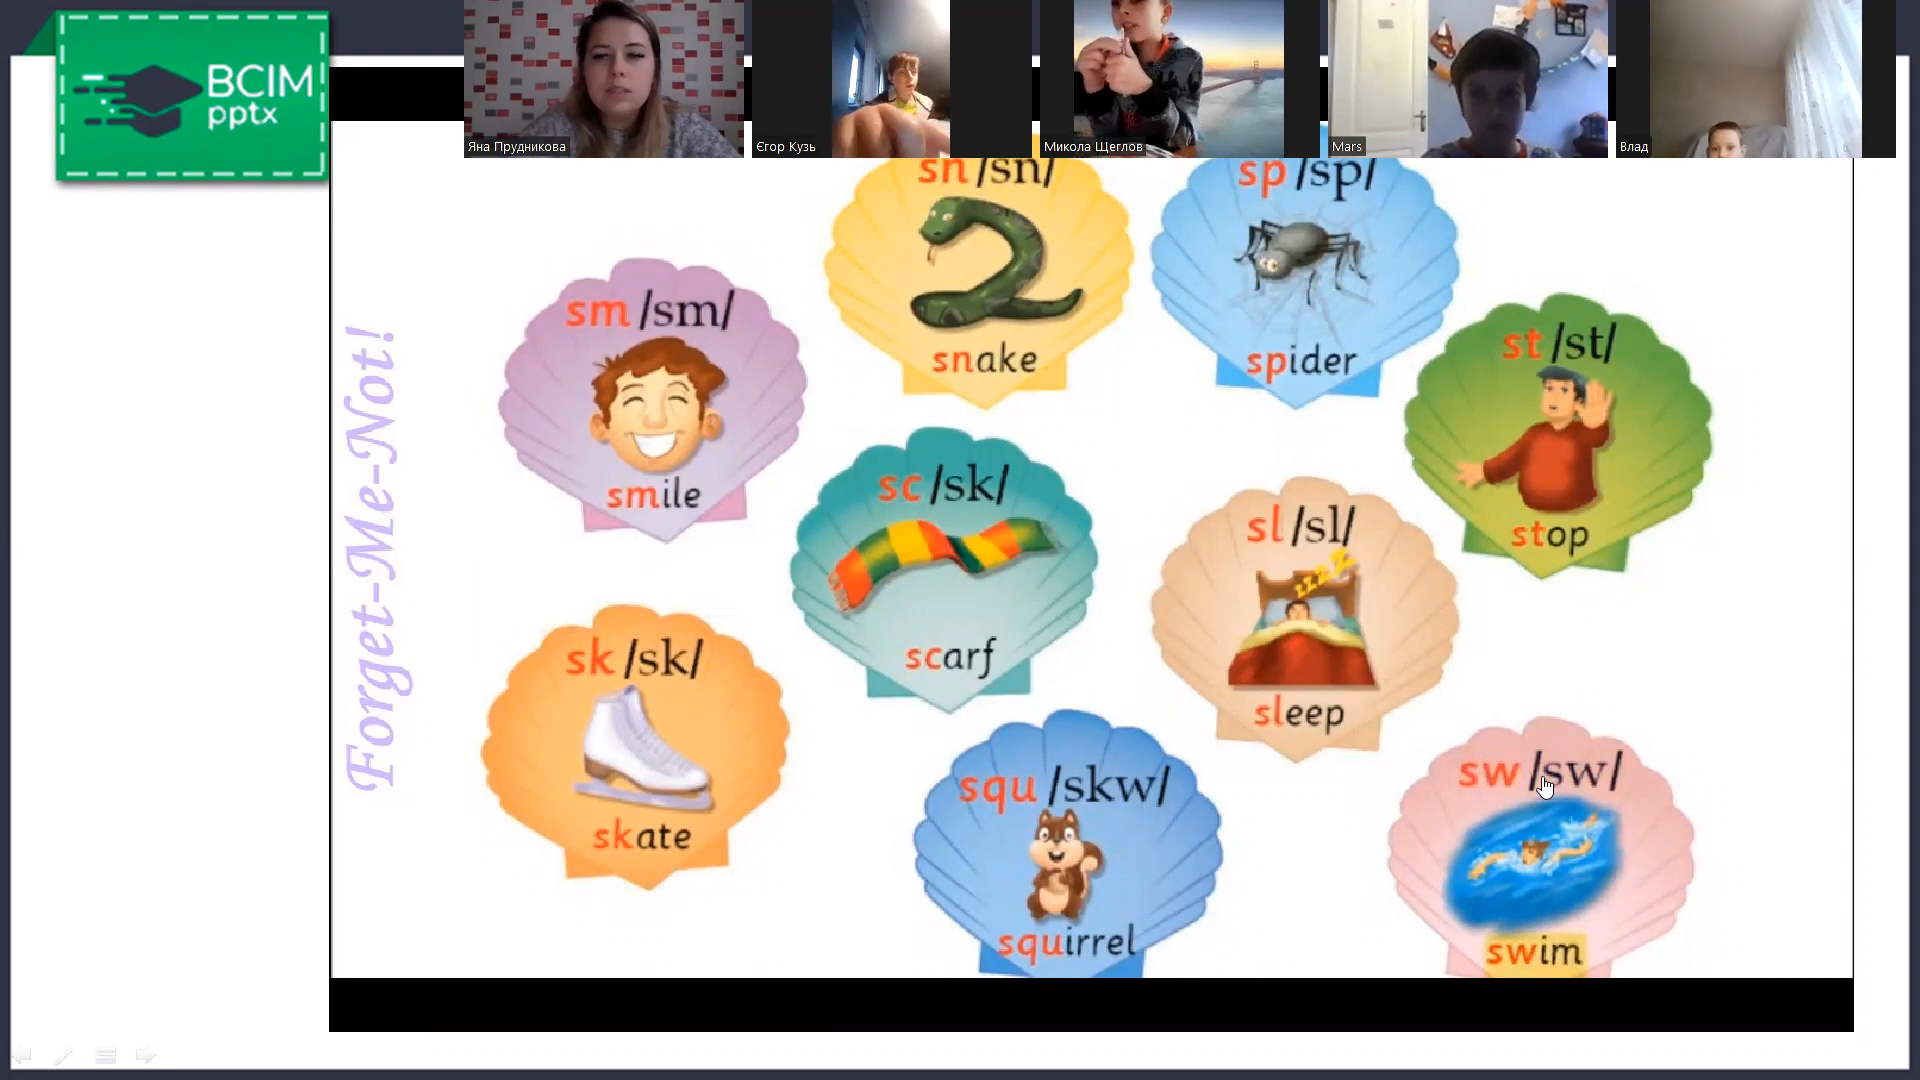 BCIM
pptx
Яна Прудникова
Єгор Кузь
Микола Щеглов
Mars
Влад
Forget-Me-Not!
sn /sn/
snake
sp /sp/
spider
sm /sm/
smile
st /st/
stop
sc /sk/
scarf
sl /sl/
zzzz
sleep
sk /sk/
skate
squ /skw/
squirrel
sw /sw/
swim